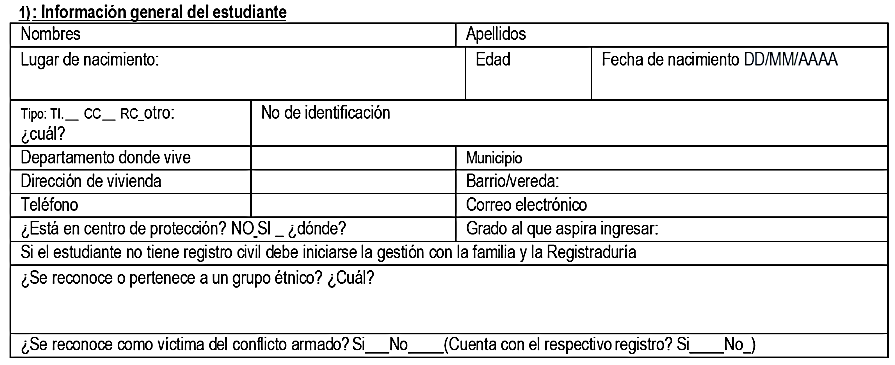 1): Información general del estudiante
Nombres Apellidos
Lugar de nacimiento: Edad Fecha de nacimiento DD/MM/AAAA
Tipo: TI.__ CC__ RC_otro: No de identificación
¿cuál?
Departamento donde vive Municipio
Dirección de vivienda Barrio/vereda:
Teléfono Correo electrónico
¿Está en centro de protección? NO_SI _ ¿dónde? Grado al que aspira ingresar:
Si el estudiante no tiene registro civil debe iniciarse la gestión con la familia y la Registraduría
¿Se reconoce o pertenece a un grupo étnico? ¿Cuál?
¿Se reconoce como víctima del conflicto armado? Si___No____(Cuenta con el respectivo registro? Si____No_)